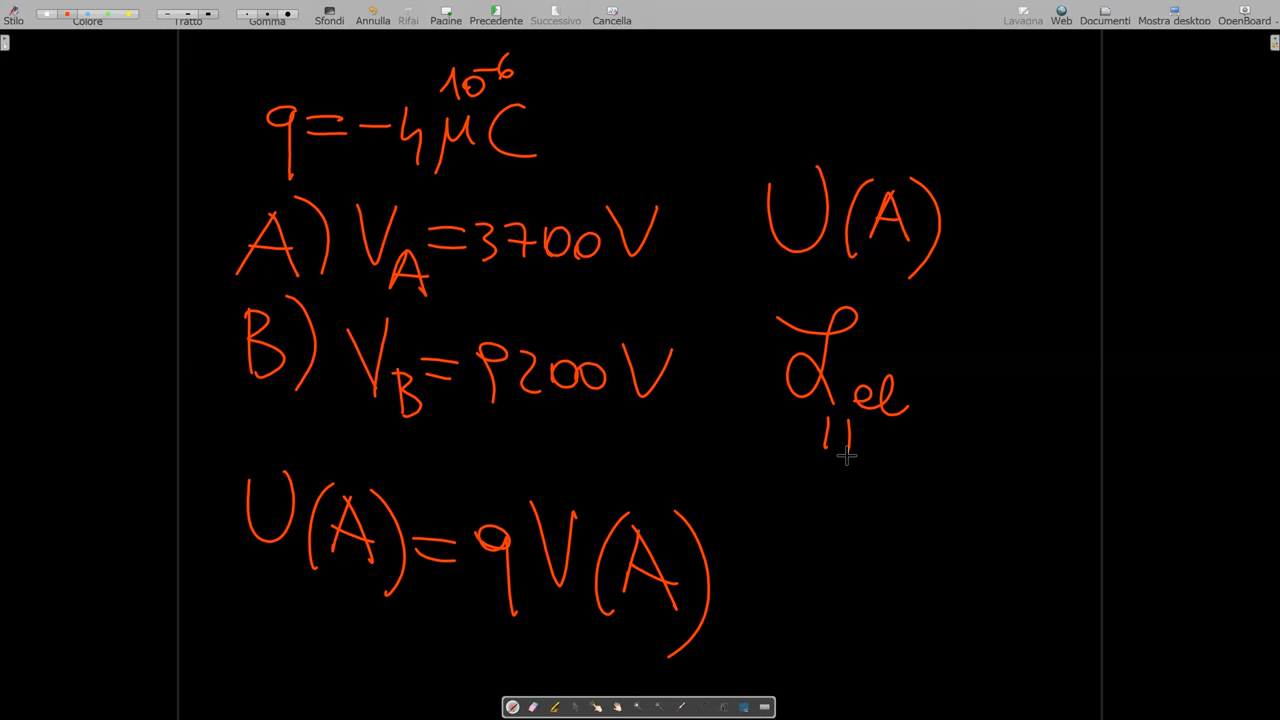 Stilo Colore Tratto Gomma Sfondi Annulla Rifai Pagine Precedente Successivo Cancella Lavagna Web Documenti Mostra desktop OpenBoard
10⁻⁶
q = -4 μC
A) V_A = 3700 V
U(A)
B) V_B = 9200 V
ℒ_el
=
U(A) = q V(A)